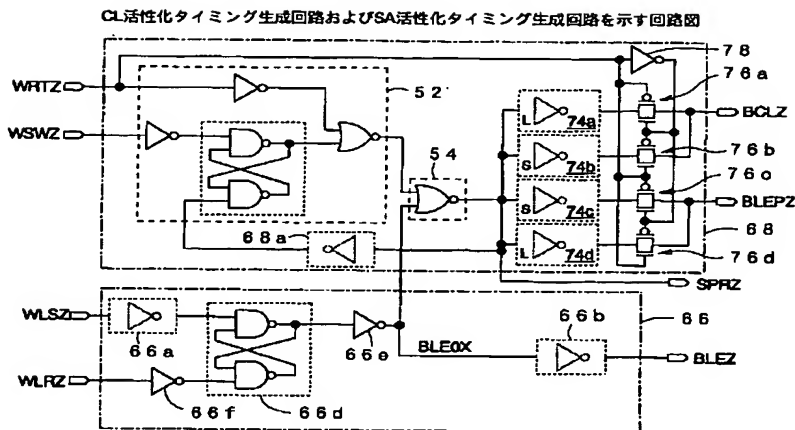 CL活性化タイミング生成回路およびSA活性化タイミング生成回路を示す回路図
78
76a
WRTZ
52
BCLZ
WSWZ
L 74a
76b
54
S 74b
76c
S 74c
BLEPZ
68a
L 74d
68
76d
SPRZ
WLSZ
66a
66b
66
66e
BLE0X
BLEZ
WLRZ
66f
66d